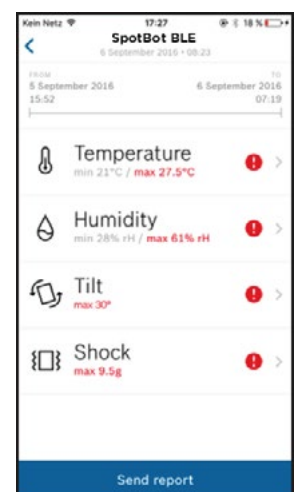 Kein Netz 17:27 18 %
SpotBot BLE
6 September 2016 • 08:23
FROM TO
5 September 2016 6 September 2016
15:52 07:19
Temperature
min 21°C / max 27.5°C
Humidity
min 28% rH / max 61% rH
Tilt
max 30°
Shock
max 9.5g
Send report